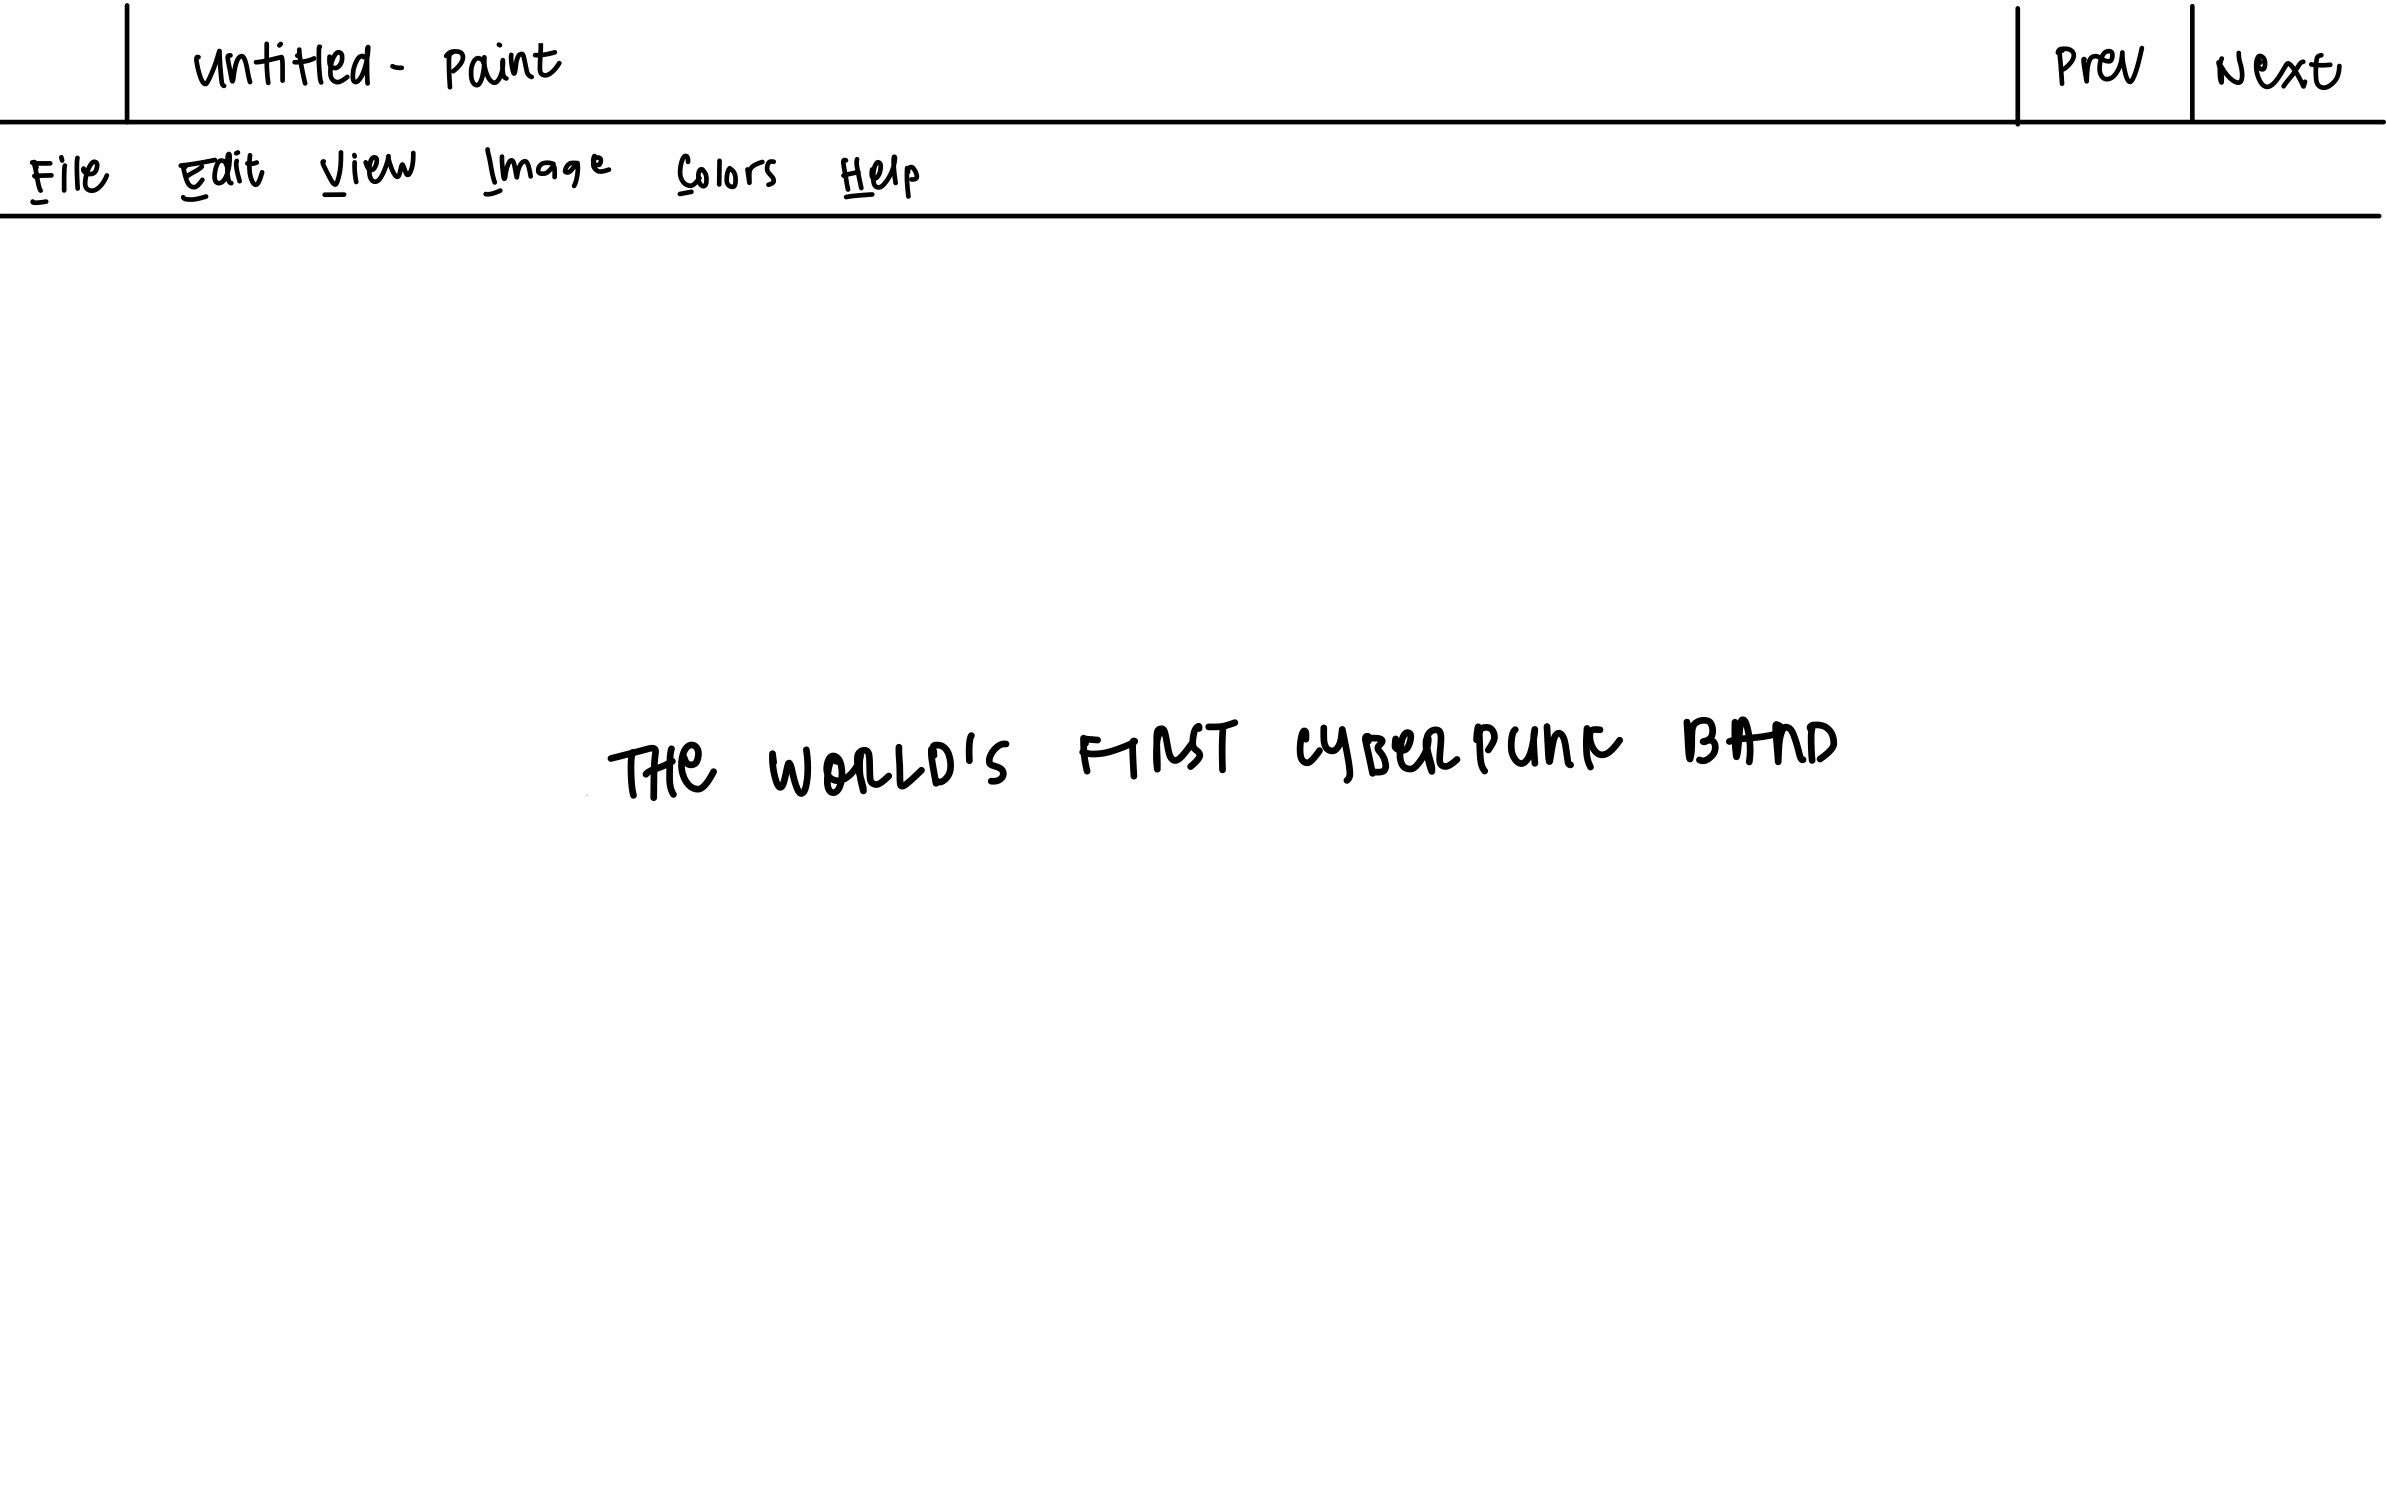 Untitled - Paint
Prev
Next
File Edit View Image Colors Help
THE WORLD'S FIRST CYBERPUNK BAND